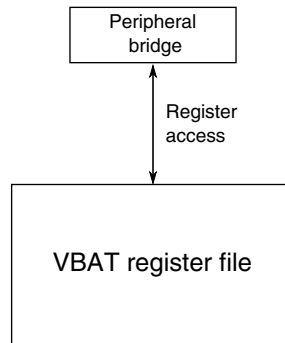 Peripheral
bridge
Register
access
VBAT register file